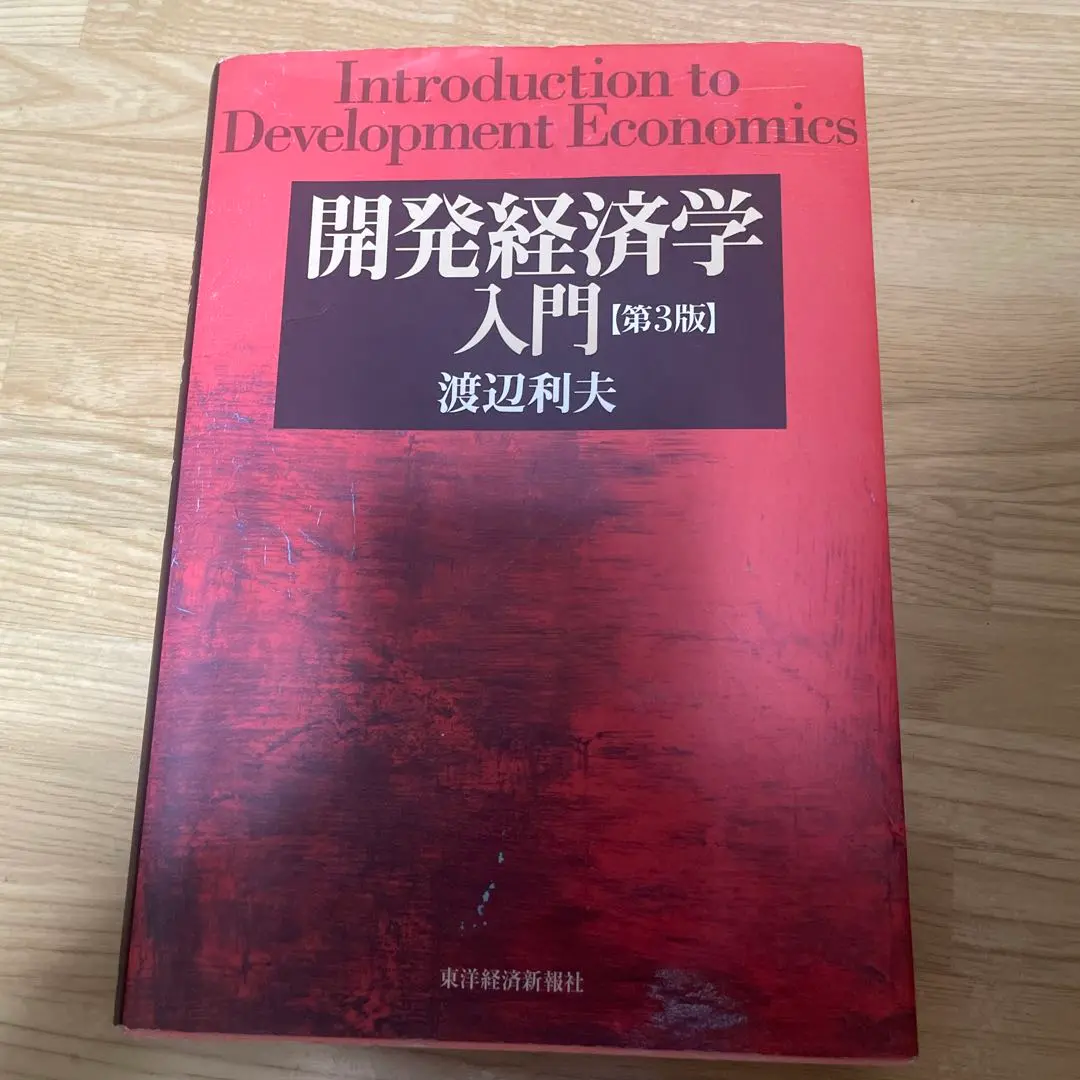 Introduction to
Development Economics
開発経済学
入門【第3版】
渡辺利夫
東洋経済新報社